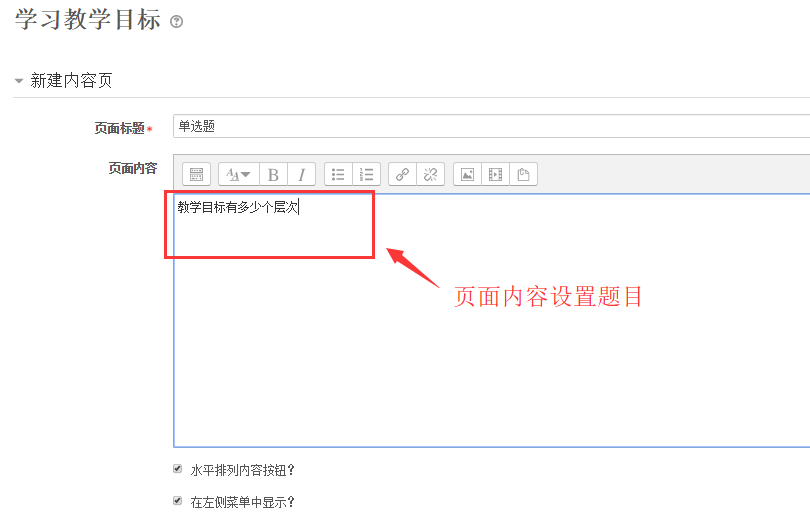 学习教学目标
新建内容页
页面标题*
单选题
页面内容
教学目标有多少个层次
页面内容设置题目
水平排列内容按钮？
在左侧菜单中显示？